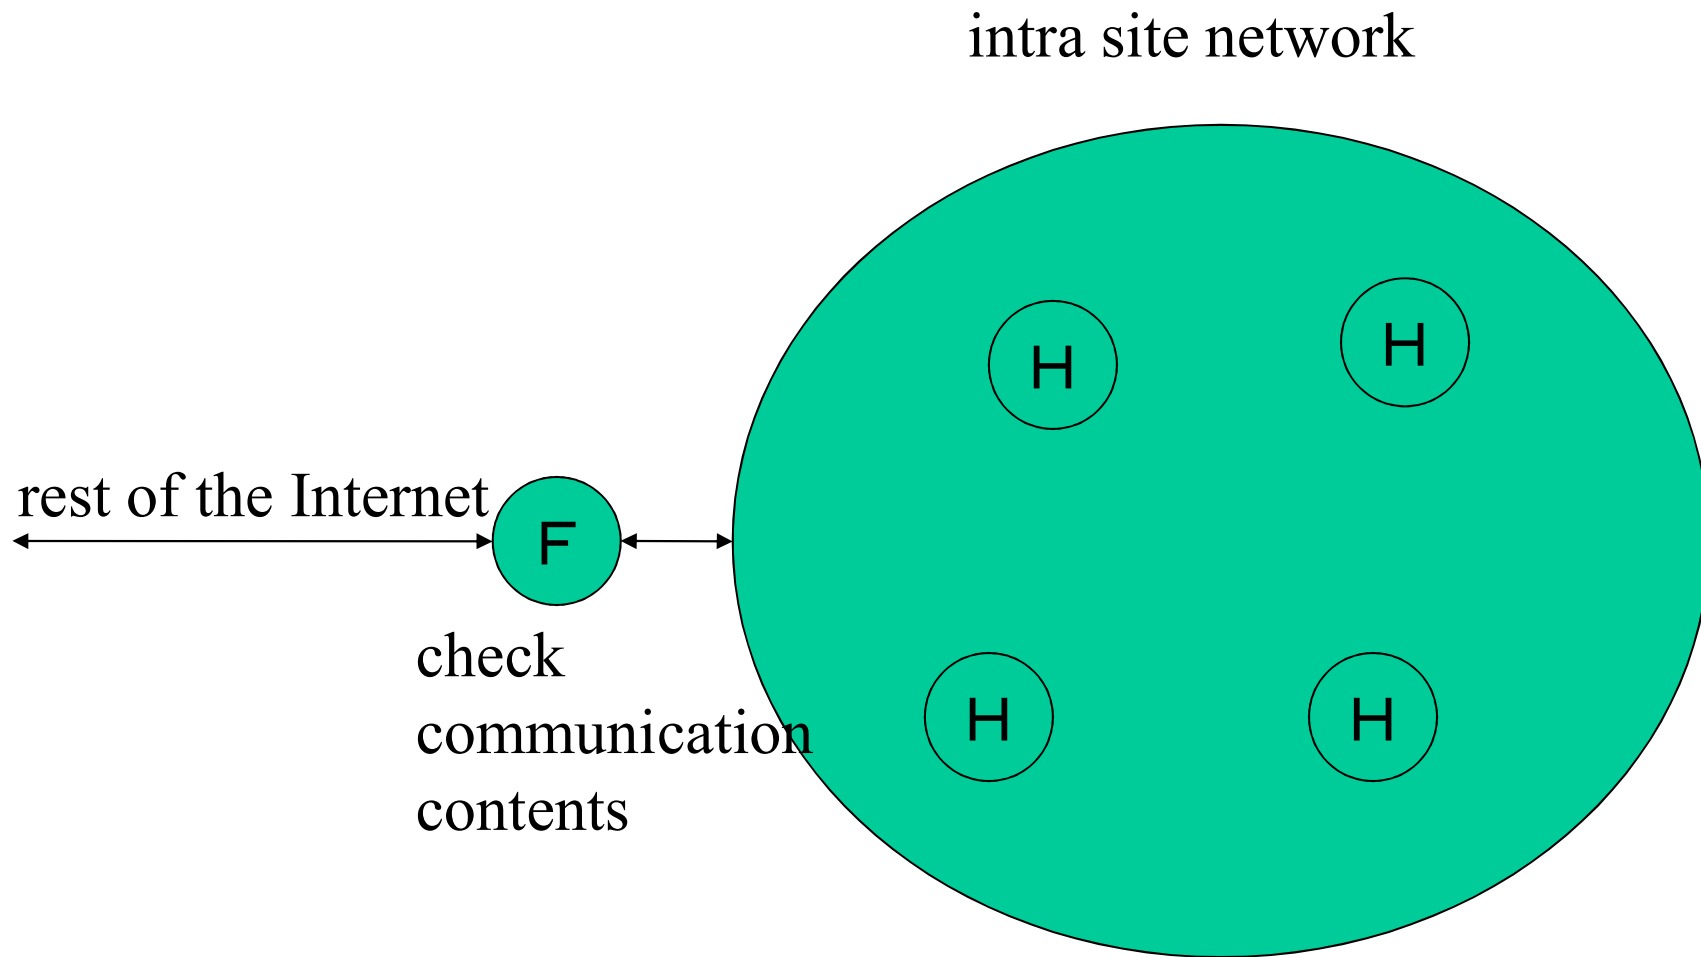 intra site network
H
H
rest of the Internet
F
check
communication
contents
H
H